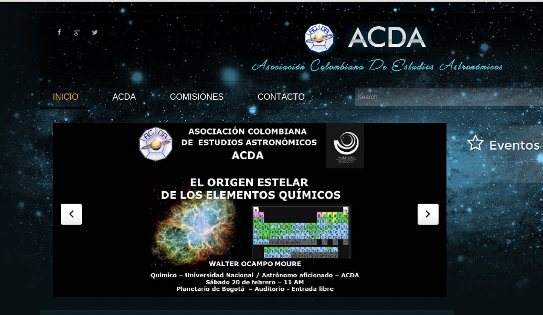 ACDA
Asociación Colombiana De Estudios Astronómicos
INICIO
ACDA
COMISIONES
CONTACTO
Search
ASOCIACIÓN COLOMBIANA
DE ESTUDIOS ASTRONÓMICOS
ACDA
EL ORIGEN ESTELAR
DE LOS ELEMENTOS QUÍMICOS
WALTER OCAMPO MOURE
Químico – Universidad Nacional / Astrónomo aficionado – ACDA
Sábado 20 de febrero – 11 AM
Planetario de Bogotá – Auditorio - Entrada libre
Eventos